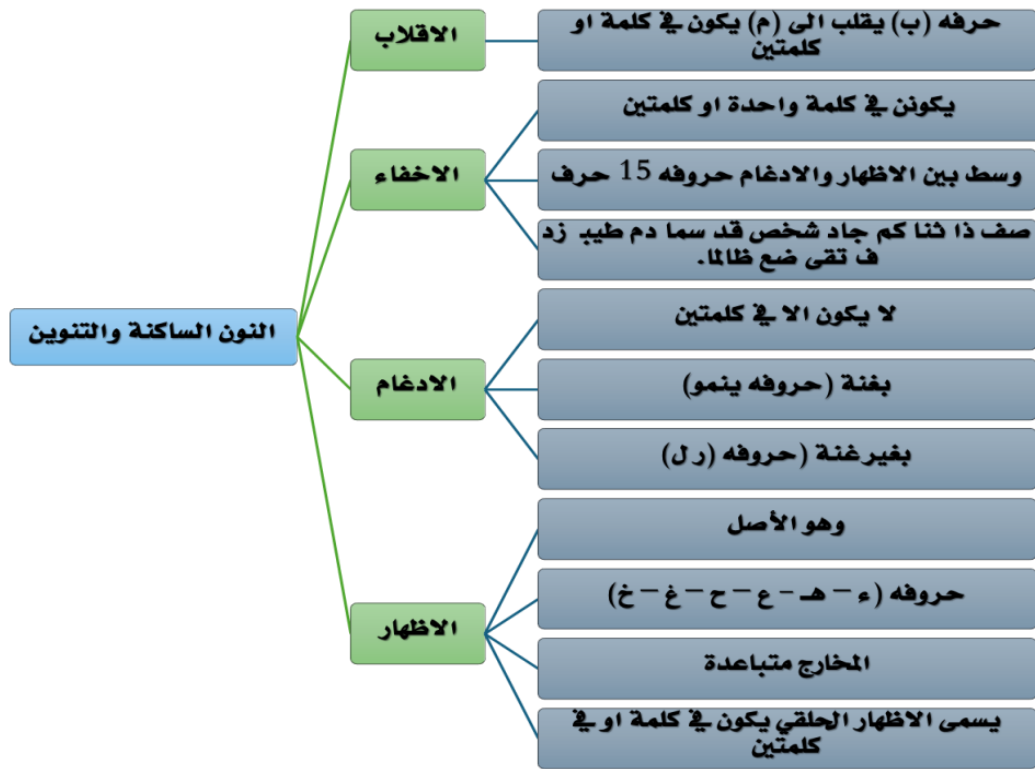 النون الساكنة والتنوين
الاقلاب
حرفه (ب) يقلب الى (م) يكون في كلمة او
كلمتين
الاخفاء
يكونن في كلمة واحدة او كلمتين
وسط بين الاظهار والادغام حروفه 15 حرف
صف ذا ثنا كم جاد شخص قد سما دم طيب زد
ف تقى ضع ظالما.
الادغام
لا يكون الا في كلمتين
بغنة (حروفه ينمو)
بغير غنة (حروفه (ر ل)
الاظهار
وهو الأصل
حروفه (ء – هـ - ع – ح – غ – خ)
المخارج متباعدة
يسمى الاظهار الحلقي يكون في كلمة او في
كلمتين